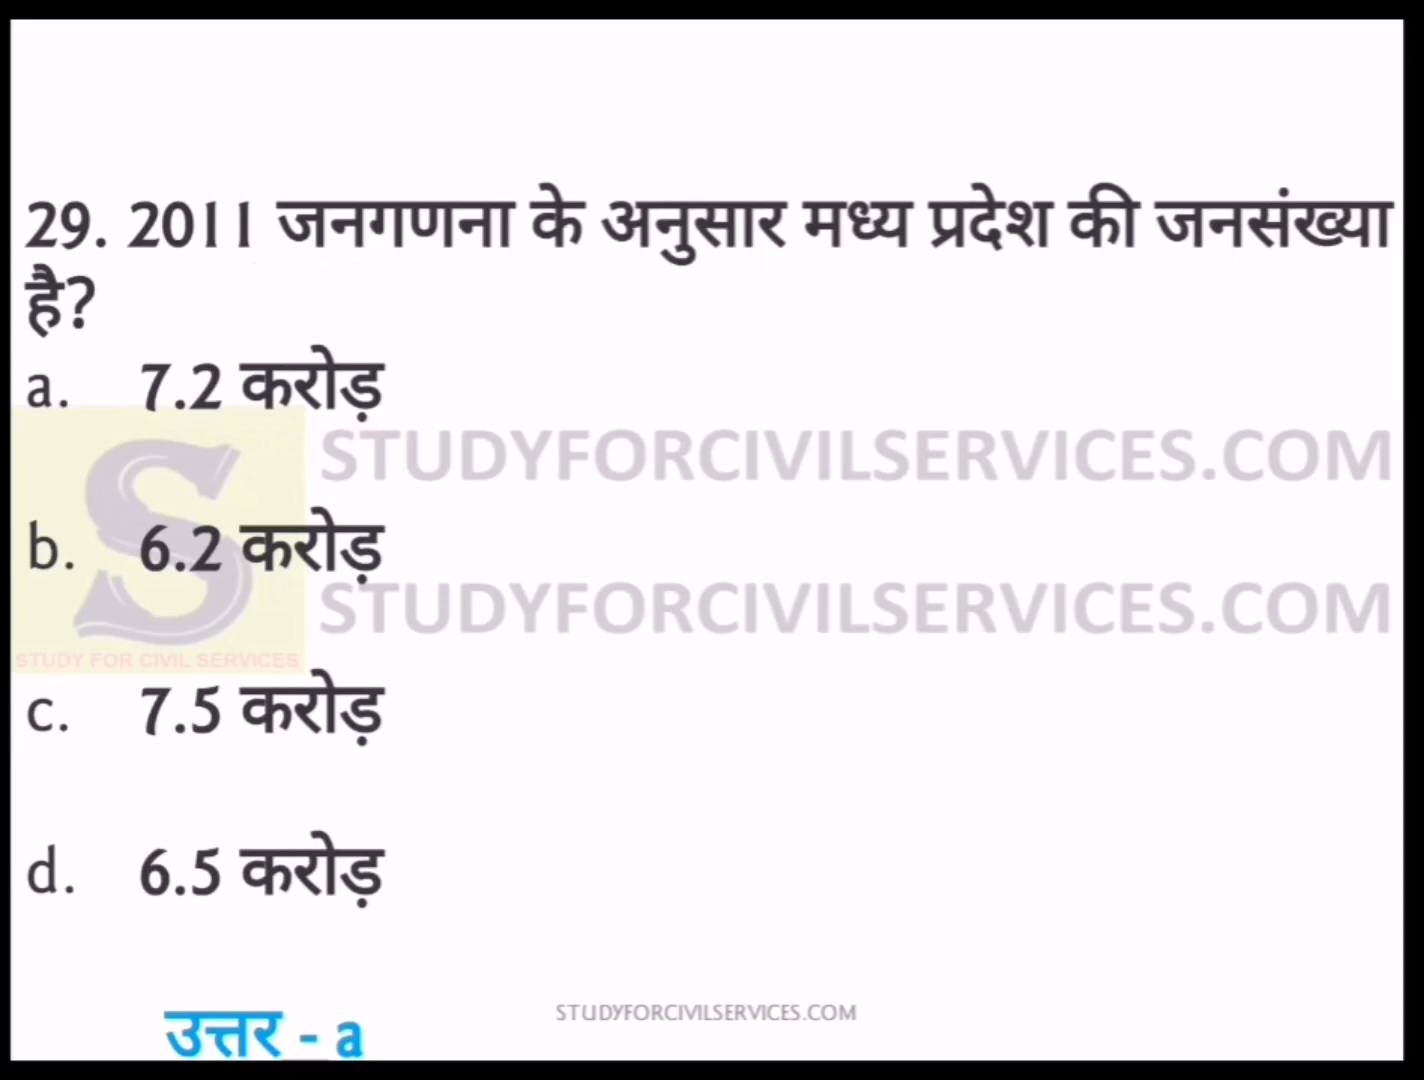 29. 2011 जनगणना के अनुसार मध्य प्रदेश की जनसंख्या
है?
a. 7.2 करोड़
STUDYFORCIVILSERVICES.COM
b. 6.2 करोड़
STUDYFORCIVILSERVICES.COM
STUDY FOR CIVIL SERVICES
c. 7.5 करोड़
d. 6.5 करोड़
उत्तर - a
STUDYFORCIVILSERVICES.COM